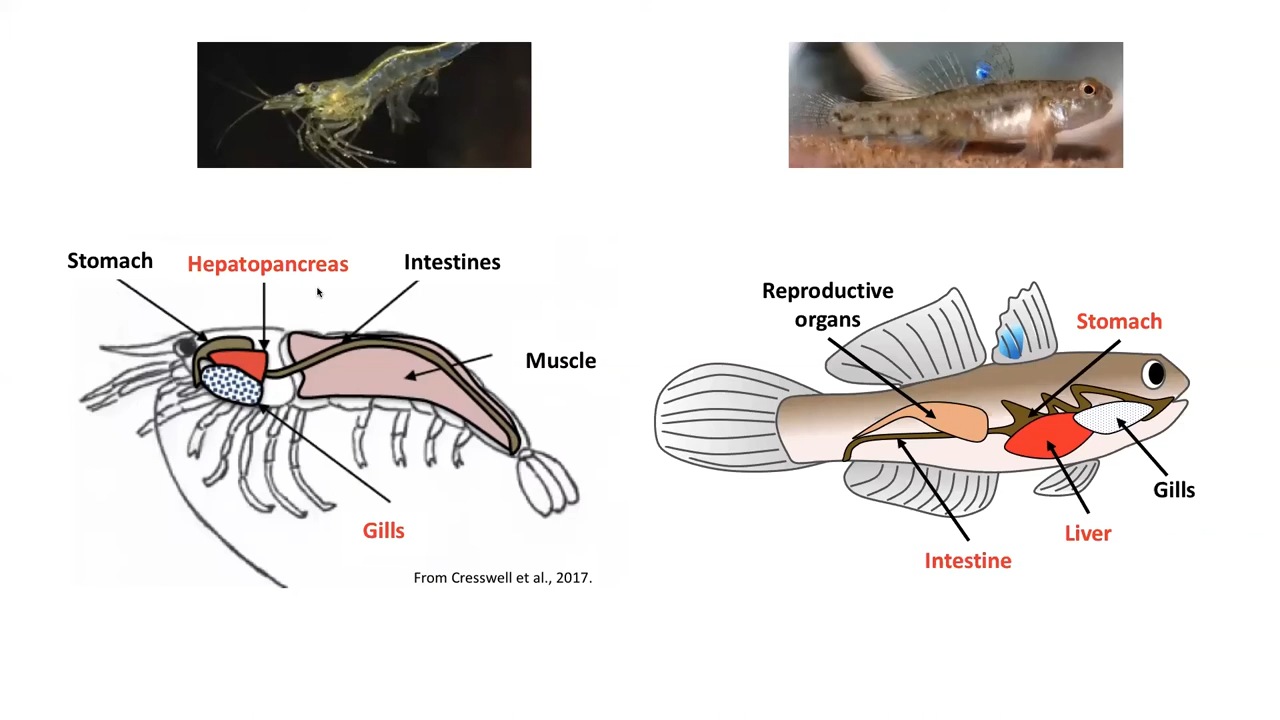 Stomach
Hepatopancreas
Intestines
Muscle
Gills
From Cresswell et al., 2017.
Reproductive
organs
Stomach
Gills
Liver
Intestine